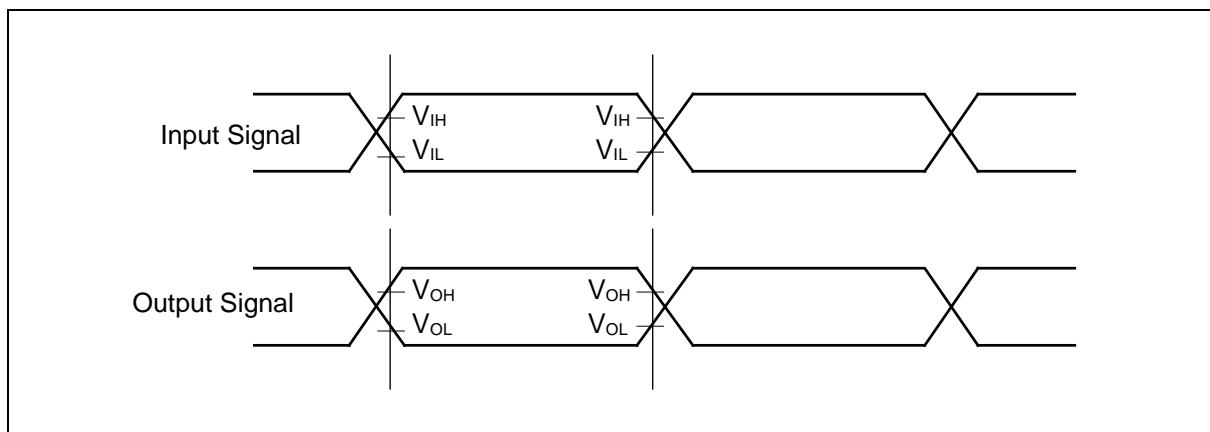 VIH VIH
Input Signal
VIL VIL
VOH VOH
Output Signal
VOL VOL